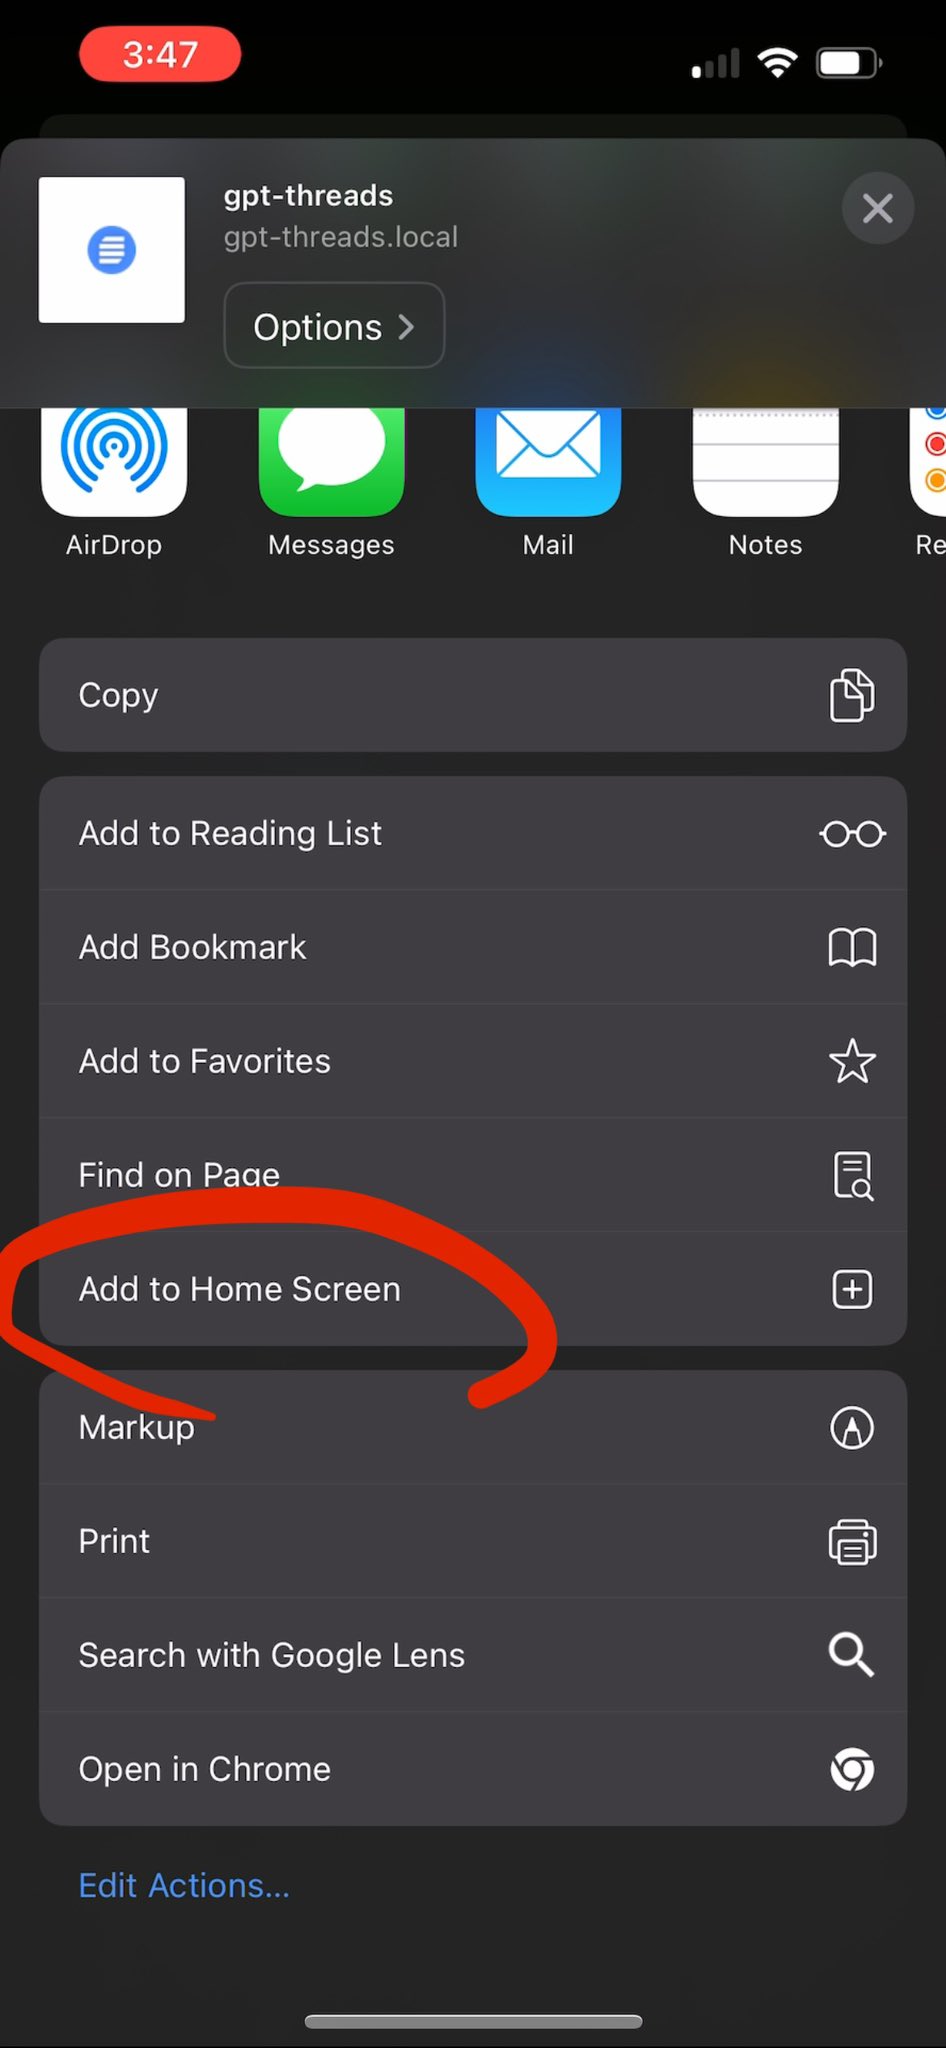 3:47
gpt-threads
gpt-threads.local
Options
AirDrop
Messages
Mail
Notes
Re
Copy
Add to Reading List
Add Bookmark
Add to Favorites
Find on Page
Add to Home Screen
Markup
Print
Search with Google Lens
Open in Chrome
Edit Actions...